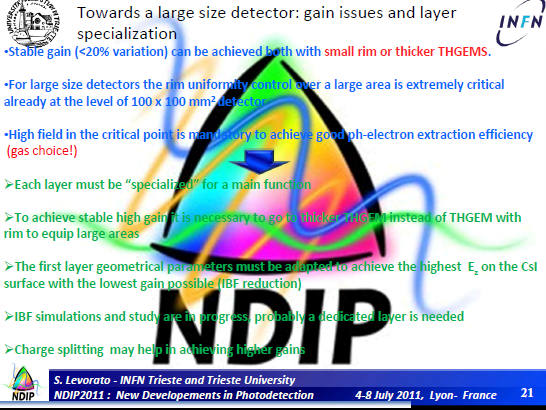 Towards a large size detector: gain issues and layer
specialization
INFN
•Stable gain (<20% variation) can be achieved both with small rim or thicker THGEMS.
•For large size detectors the rim uniformity control over a large area is extremely critical
already at the level of 100 x 100 mm² detector
•High field in the critical point is mandatory to achieve good ph-electron extraction efficiency
(gas choice!)
➢Each layer must be “specialized” for a main function
➢To achieve stable high gain it is necessary to go to thicker THGEM instead of THGEM with
rim to equip large areas
➢The first layer geometrical parameters must be adapted to achieve the highest Ez on the CsI
surface with the lowest gain possible (IBF reduction)
➢IBF simulations and study are in progress, probably a dedicated layer is needed
➢Charge splitting may help in achieving higher gains
NDIP
NDIP
S. Levorato - INFN Trieste and Trieste University
NDIP2011 : New Developements in Photodetection 4-8 July 2011, Lyon- France 21